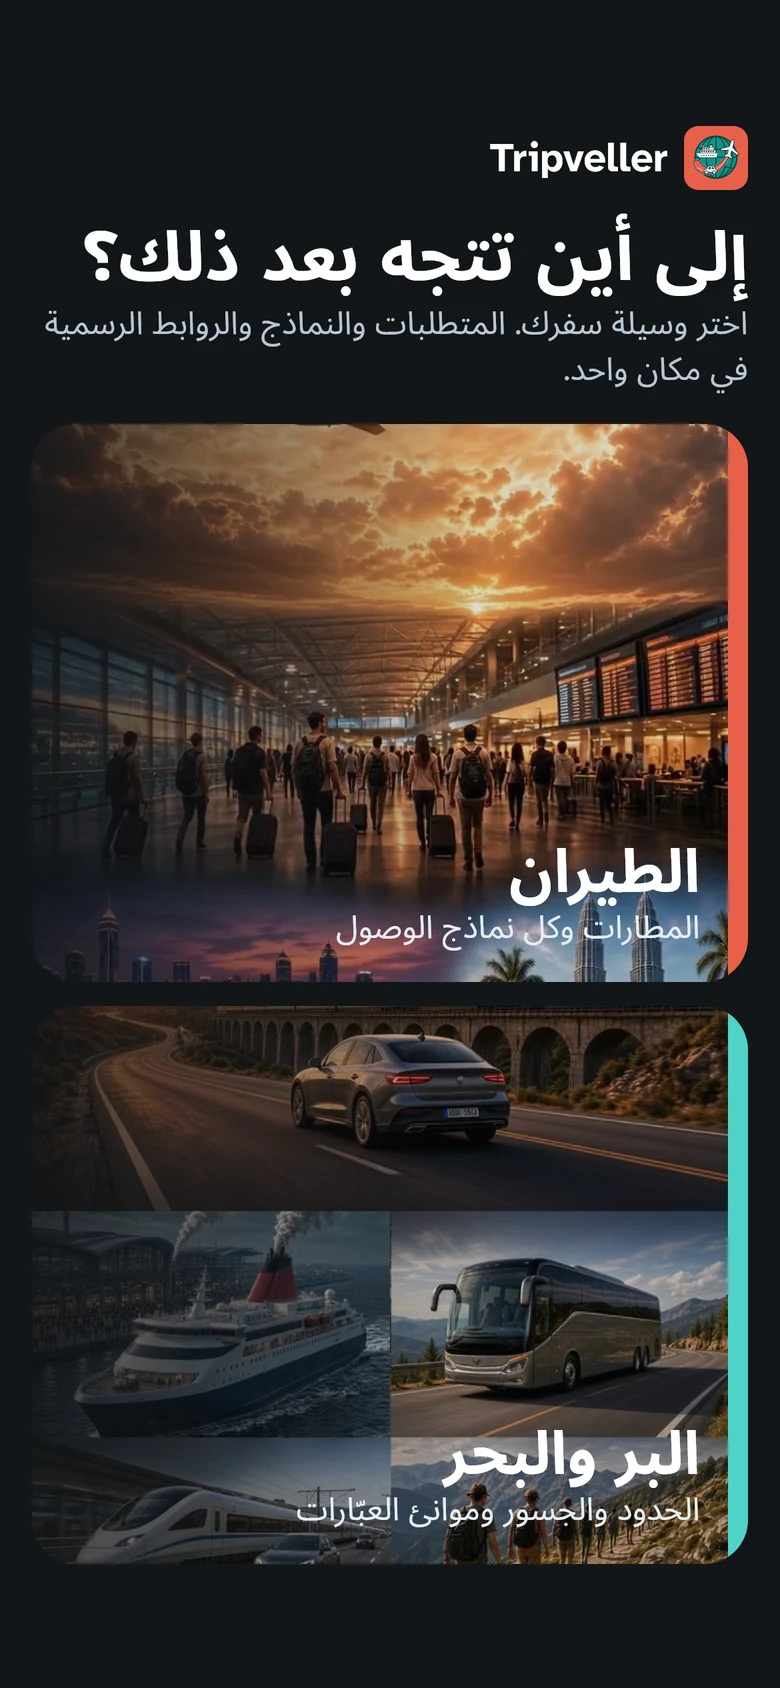 Tripveller
إلى أين تتجه بعد ذلك؟
اختر وسيلة سفرك. المتطلبات والنماذج والروابط الرسمية
في مكان واحد.
الطيران
المطارات وكل نماذج الوصول
البر والبحر
الحدود والجسور وموانئ العبّارات